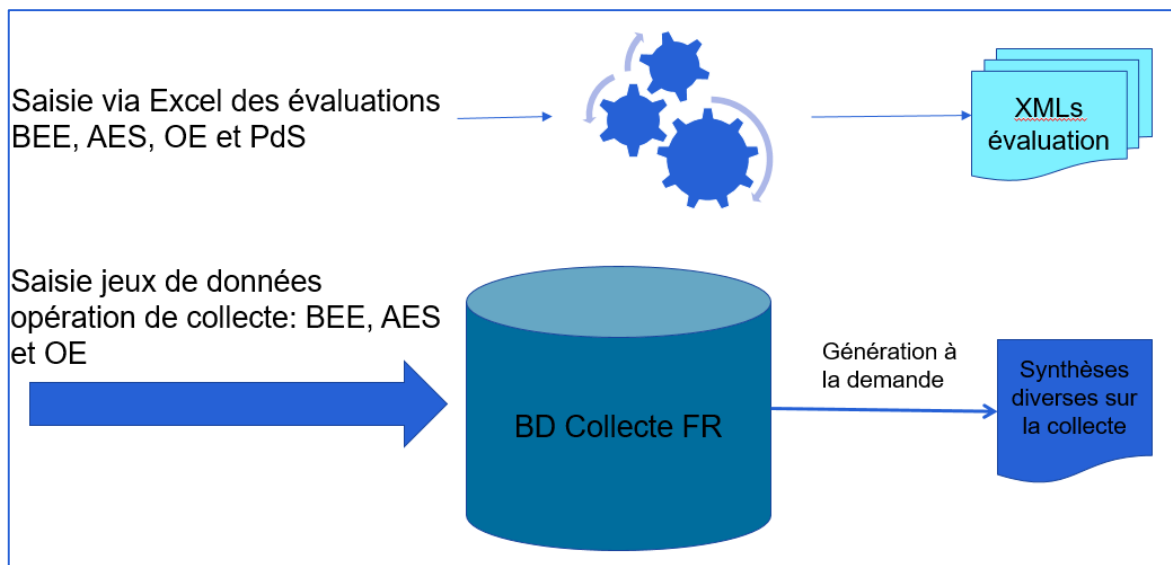 Saisie via Excel des évaluations
BEE, AES, OE et PdS
XMLs
évaluation
Saisie jeux de données
opération de collecte: BEE, AES
et OE
BD Collecte FR
Génération à
la demande
Synthèses
diverses sur
la collecte